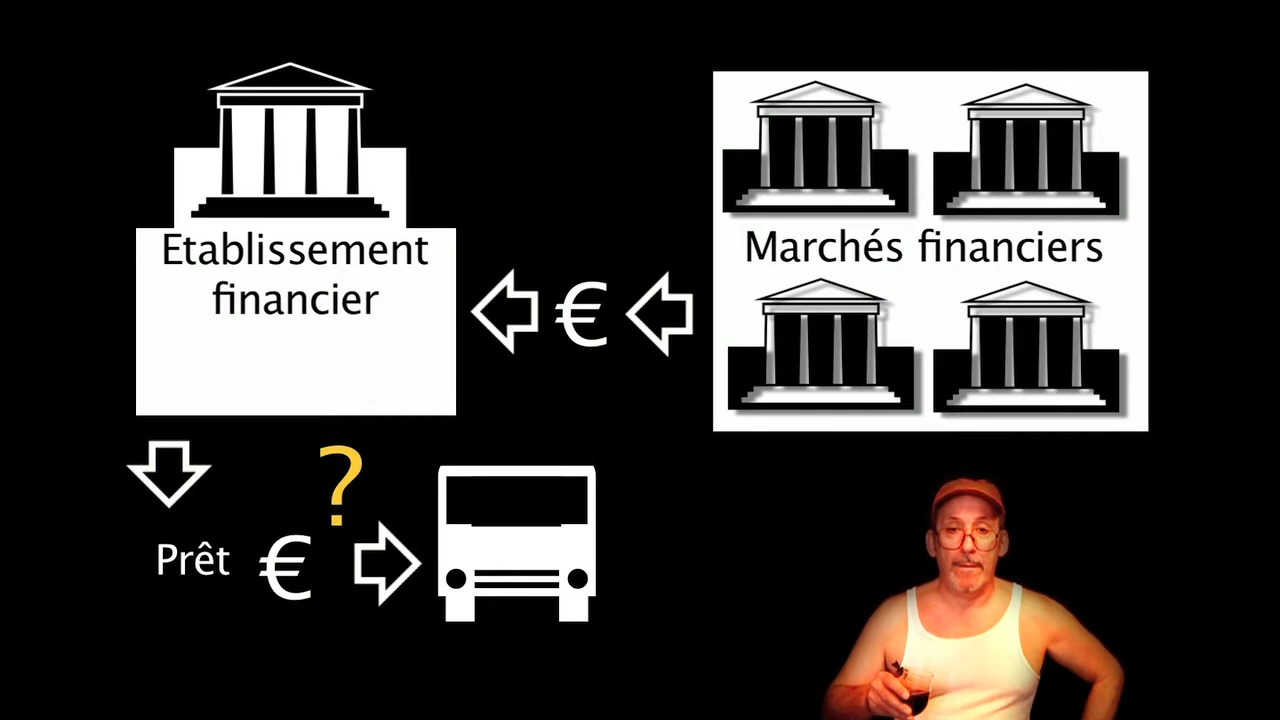 Etablissement
financier
Marchés financiers
€
?
Prêt €